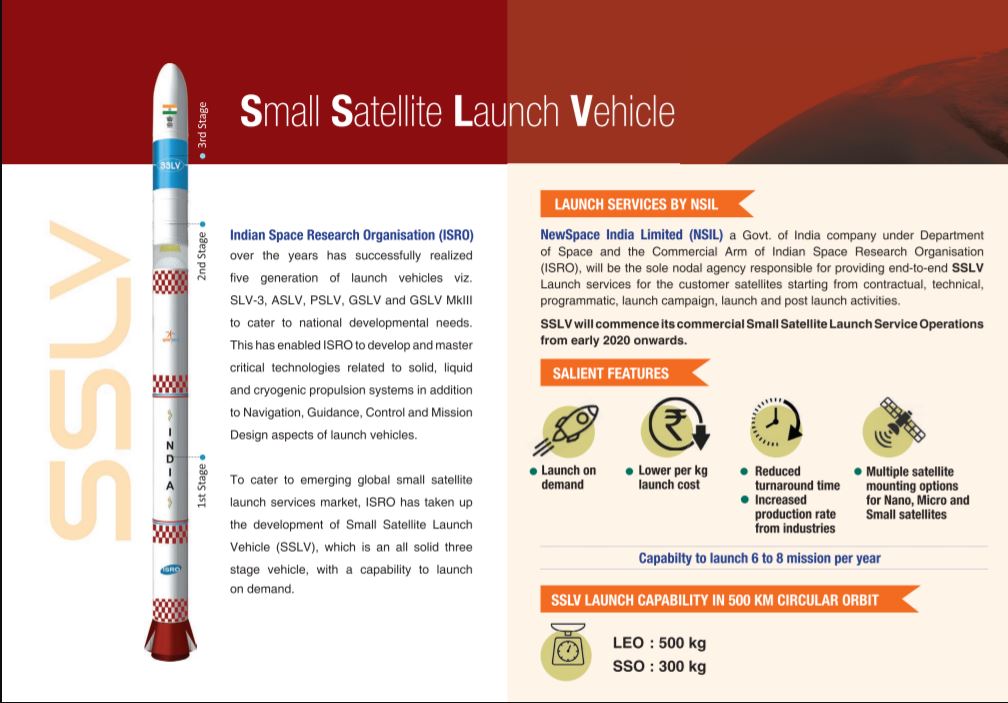 Small Satellite Launch Vehicle
SSLV
3rd Stage
2nd Stage
1st Stage
SSLV
I
N
D
I
A
ISRO
Indian Space Research Organisation (ISRO)
over the years has successfully realized
five generation of launch vehicles viz.
SLV-3, ASLV, PSLV, GSLV and GSLV MkIII
to cater to national developmental needs.
This has enabled ISRO to develop and master
critical technologies related to solid, liquid
and cryogenic propulsion systems in addition
to Navigation, Guidance, Control and Mission
Design aspects of launch vehicles.
To cater to emerging global small satellite
launch services market, ISRO has taken up
the development of Small Satellite Launch
Vehicle (SSLV), which is an all solid three
stage vehicle, with a capability to launch
on demand.
LAUNCH SERVICES BY NSIL
NewSpace India Limited (NSIL) a Govt. of India company under Department
of Space and the Commercial Arm of Indian Space Research Organisation
(ISRO), will be the sole nodal agency responsible for providing end-to-end SSLV
Launch services for the customer satellites starting from contractual, technical,
programmatic, launch campaign, launch and post launch activities.
SSLV will commence its commercial Small Satellite Launch Service Operations
from early 2020 onwards.
SALIENT FEATURES
₹
Launch on
demand
Lower per kg
launch cost
Reduced
turnaround time
Increased
production rate
from industries
Multiple satellite
mounting options
for Nano, Micro and
Small satellites
Capabilty to launch 6 to 8 mission per year
SSLV LAUNCH CAPABILITY IN 500 KM CIRCULAR ORBIT
LEO : 500 kg
SSO : 300 kg